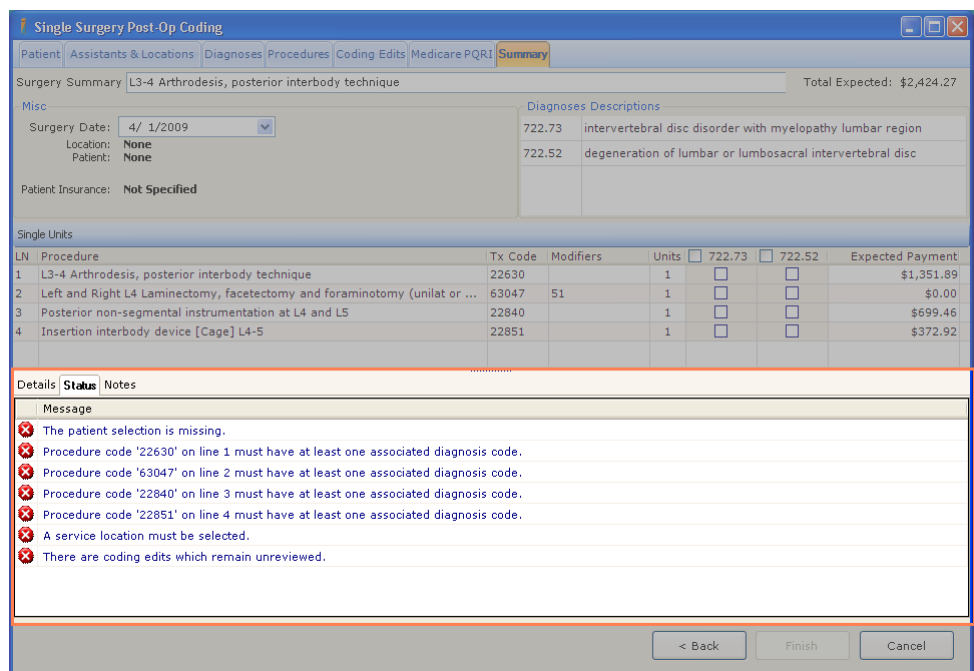 Single Surgery Post-Op Coding
Patient Assistants & Locations Diagnoses Procedures Coding Edits Medicare PQRI Summary
Surgery Summary L3-4 Arthrodesis, posterior interbody technique Total Expected: $2,424.27
Misc
Surgery Date: 4/ 1/2009
Location: None
Patient: None
Patient Insurance: Not Specified
Diagnoses Descriptions
722.73 intervertebral disc disorder with myelopathy lumbar region
722.52 degeneration of lumbar or lumbosacral intervertebral disc
Single Units
LN Procedure Tx Code Modifiers Units 722.73 722.52 Expected Payment
1 L3-4 Arthrodesis, posterior interbody technique 22630 1 $1,351.89
2 Left and Right L4 Laminectomy, facetectomy and foraminotomy (unilat or ... 63047 51 1 $0.00
3 Posterior non-segmental instrumentation at L4 and L5 22840 1 $699.46
4 Insertion interbody device [Cage] L4-5 22851 1 $372.92
Details Status Notes
Message
The patient selection is missing.
Procedure code '22630' on line 1 must have at least one associated diagnosis code.
Procedure code '63047' on line 2 must have at least one associated diagnosis code.
Procedure code '22840' on line 3 must have at least one associated diagnosis code.
Procedure code '22851' on line 4 must have at least one associated diagnosis code.
A service location must be selected.
There are coding edits which remain unreviewed.
< Back Finish Cancel